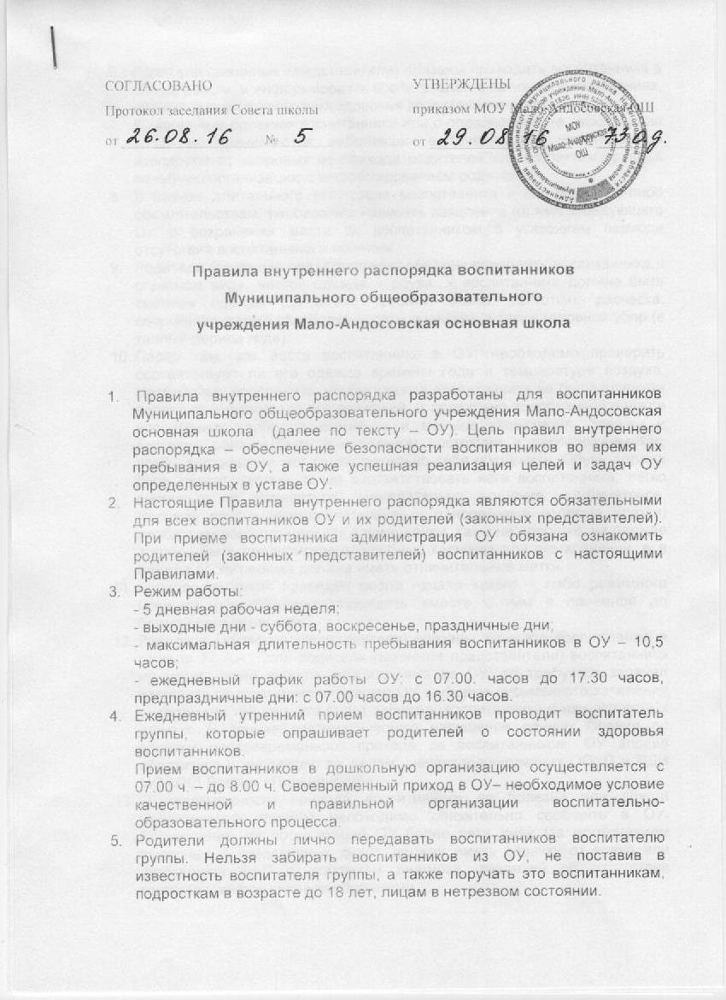 СОГЛАСОВАНО
Протокол заседания Совета школы
от 26.08.16 № 5
УТВЕРЖДЕНЫ
приказом МОУ Мало-Андосовская ОШ
от 29.08 16 73од.
МОУ
Мало-Андосовская
ОШ
Правила внутреннего распорядка воспитанников
Муниципального общеобразовательного
учреждения Мало-Андосовская основная школа
1. Правила внутреннего распорядка разработаны для воспитанников
Муниципального общеобразовательного учреждения Мало-Андосовская
основная школа (далее по тексту – ОУ). Цель правил внутреннего
распорядка – обеспечение безопасности воспитанников во время их
пребывания в ОУ, а также успешная реализация целей и задач ОУ
определенных в уставе ОУ.
2. Настоящие Правила внутреннего распорядка являются обязательными
для всех воспитанников ОУ и их родителей (законных представителей).
При приеме воспитанника администрация ОУ обязана ознакомить
родителей (законных представителей) воспитанников с настоящими
Правилами.
3. Режим работы:
- 5 дневная рабочая неделя;
- выходные дни - суббота, воскресенье, праздничные дни;
- максимальная длительность пребывания воспитанников в ОУ – 10,5
часов;
- ежедневный график работы ОУ: с 07.00. часов до 17.30 часов,
предпраздничные дни: с 07.00 часов до 16.30 часов.
4. Ежедневный утренний прием воспитанников проводит воспитатель
группы, которые опрашивает родителей о состоянии здоровья
воспитанников.
Прием воспитанников в дошкольную организацию осуществляется с
07.00 ч. – до 8.00 ч. Своевременный приход в ОУ– необходимое условие
качественной и правильной организации воспитательно-
образовательного процесса.
5. Родители должны лично передавать воспитанников воспитателю
группы. Нельзя забирать воспитанников из ОУ, не поставив в
известность воспитателя группы, а также поручать это воспитанникам,
подросткам в возрасте до 18 лет, лицам в нетрезвом состоянии.